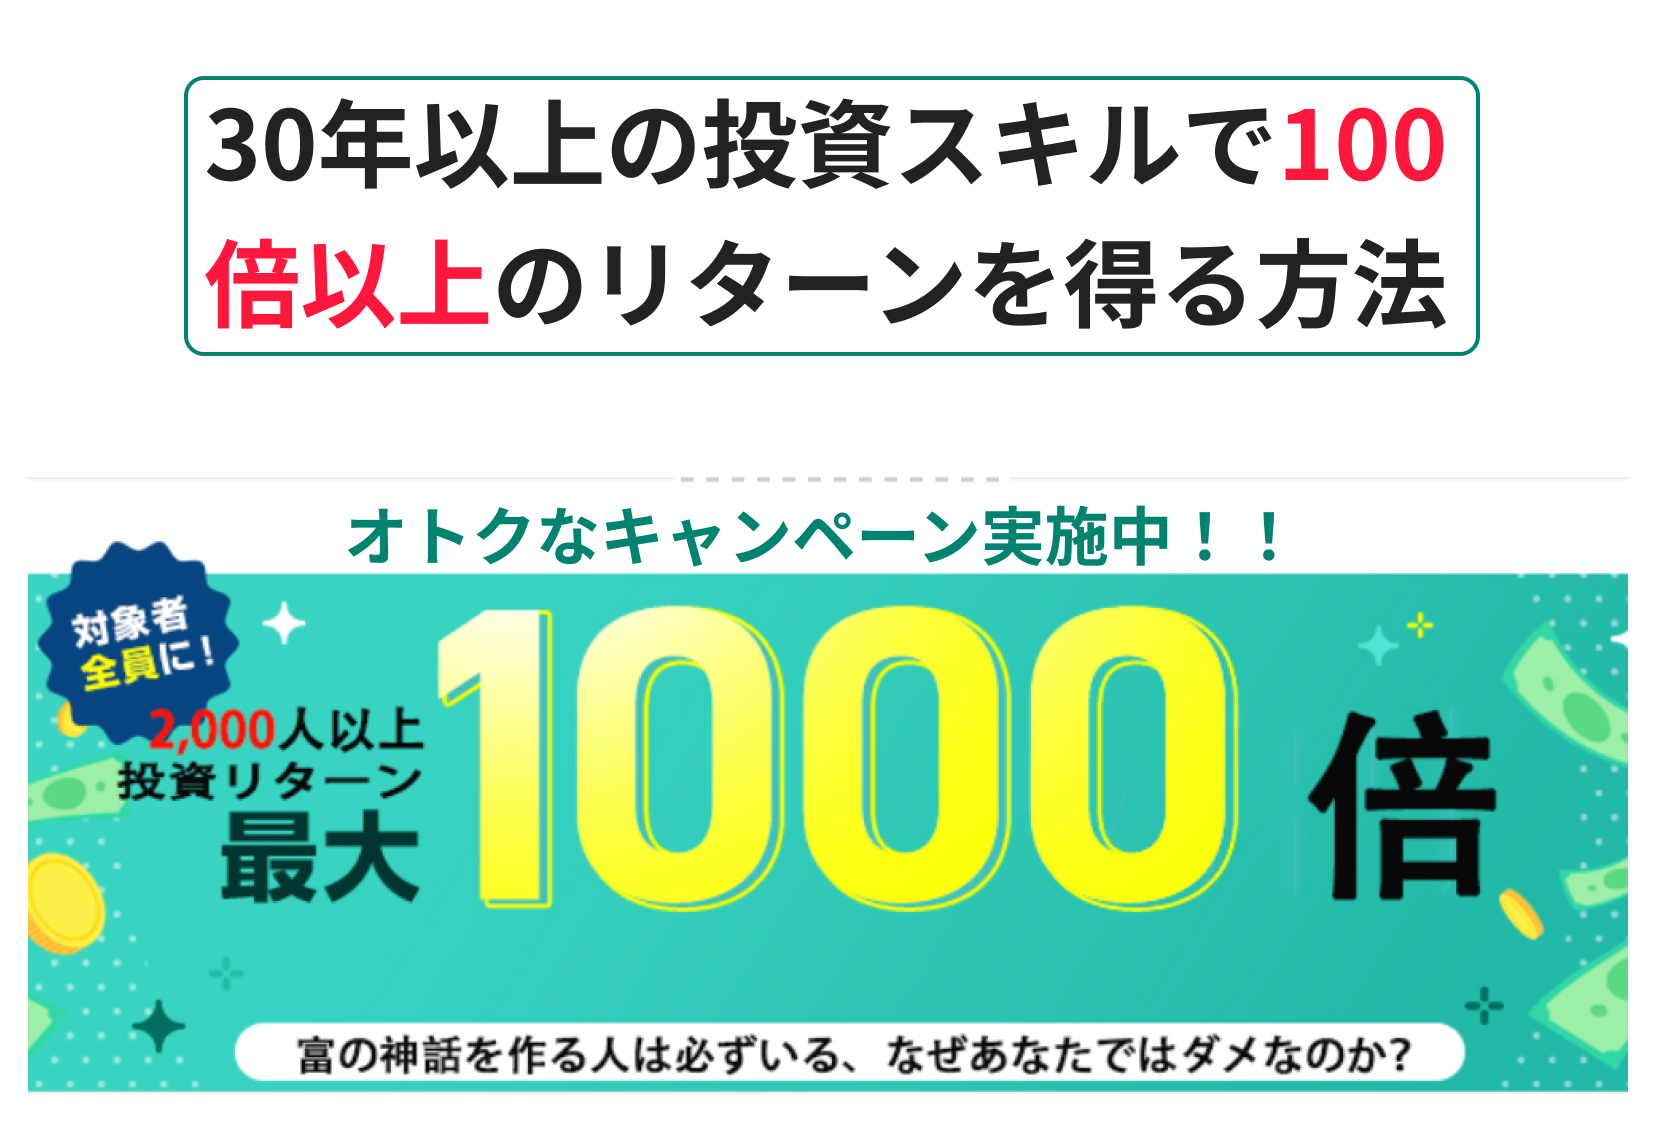 30年以上の投資スキルで100
倍以上のリターンを得る方法
オトクなキャンペーン実施中！！
対象者
全員に!
2,000人以上
投資リターン
最大
1000倍
富の神話を作る人は必ずいる、なぜあなたではダメなのか?